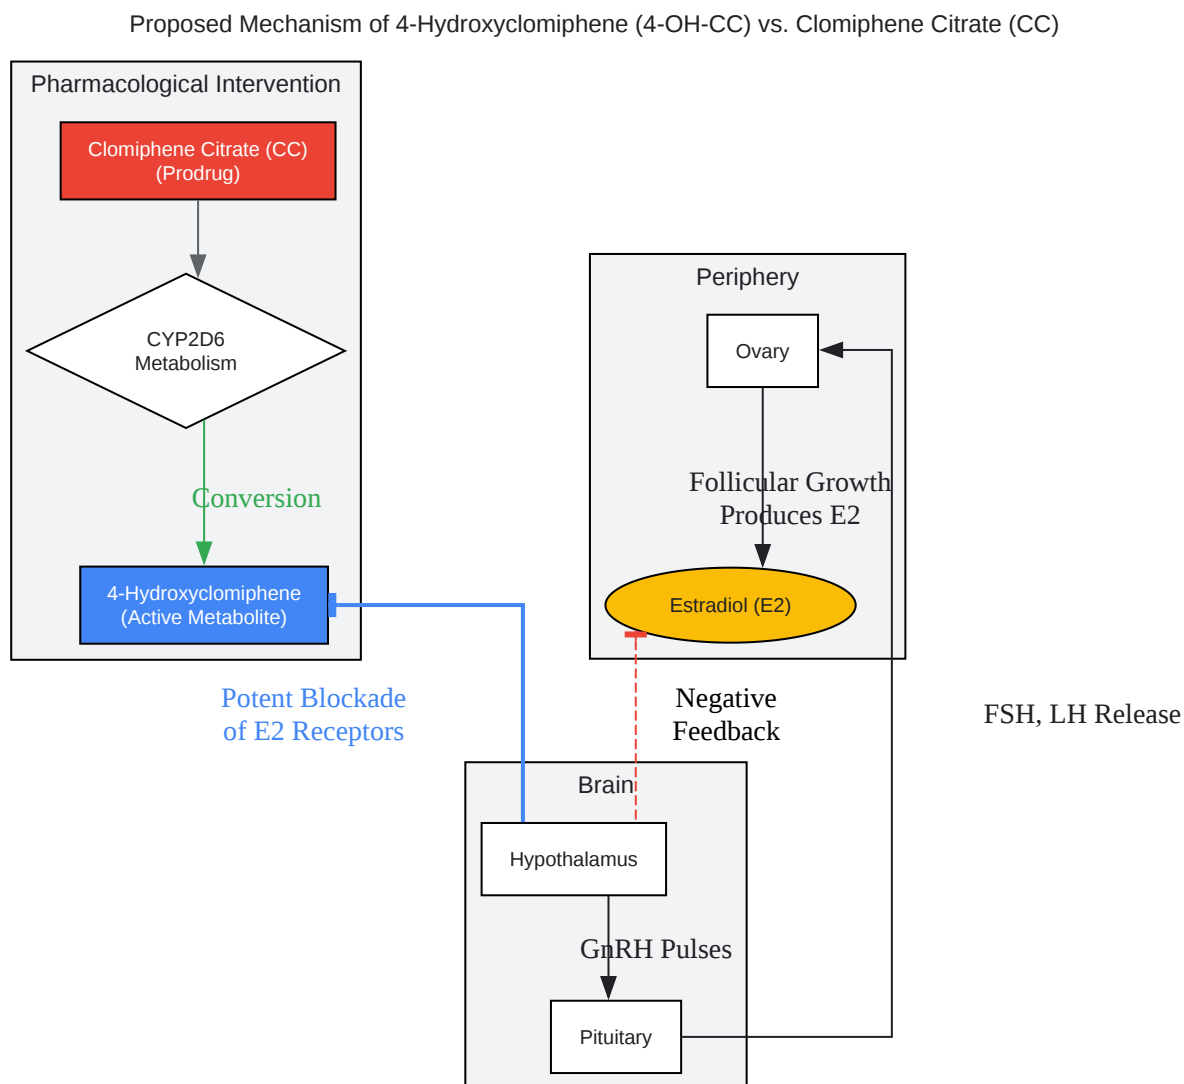 Proposed Mechanism of 4-Hydroxyclomiphene (4-OH-CC) vs. Clomiphene Citrate (CC)
Pharmacological Intervention
Clomiphene Citrate (CC)
(Prodrug)
CYP2D6
Metabolism
Conversion
4-Hydroxyclomiphene
(Active Metabolite)
Potent Blockade
of E2 Receptors
Periphery
Ovary
Follicular Growth
Produces E2
Estradiol (E2)
Negative
Feedback
FSH, LH Release
Brain
Hypothalamus
GnRH Pulses
Pituitary